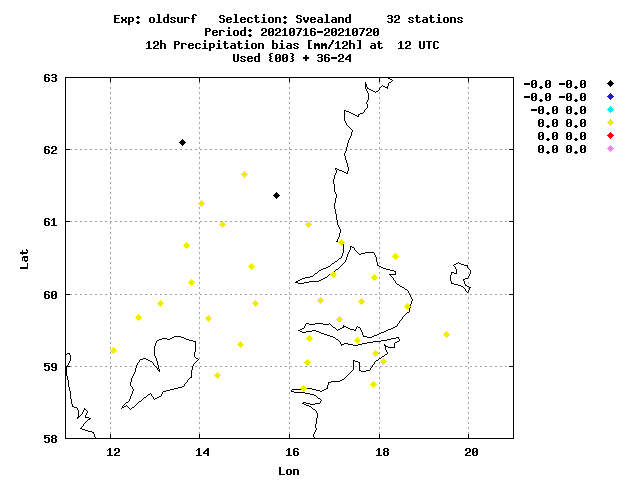 Exp: oldsurf Selection: Svealand 32 stations
Period: 20210716-20210720
12h Precipitation bias [mm/12h] at 12 UTC
Used {00} + 36-24
63
62
61
60
59
58
Lat
12 14 16 18 20
Lon
-0.0 -0.0
-0.0 -0.0
-0.0 0.0
0.0 0.0
0.0 0.0
0.0 0.0